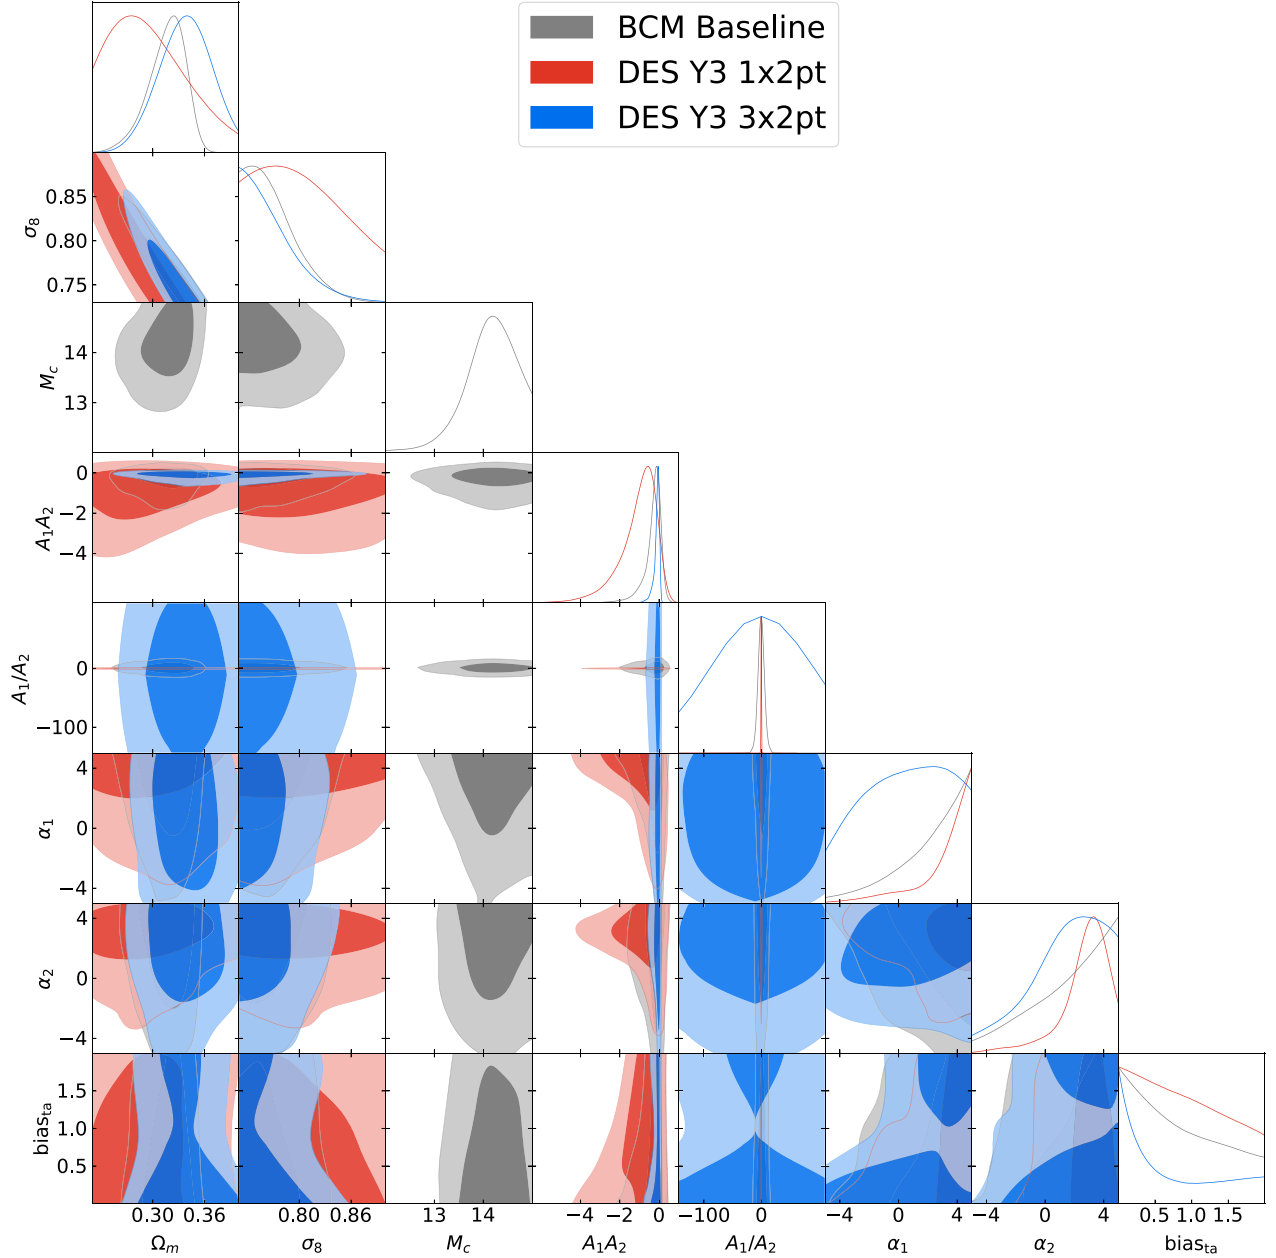 BCM Baseline
DES Y3 1x2pt
DES Y3 3x2pt
0.85
0.80
0.75
σ8
14
13
Mc
0
−2
−4
A1A2
0
−100
A1/A2
4
0
−4
α1
4
0
−4
α2
1.5
1.0
0.5
biasta
0.30 0.36 0.80 0.86 13 14 −4 −2 0 −100 0 −4 0 4 −4 0 4 0.5 1.0 1.5
Ωm σ8 Mc A1A2 A1/A2 α1 α2 biasta